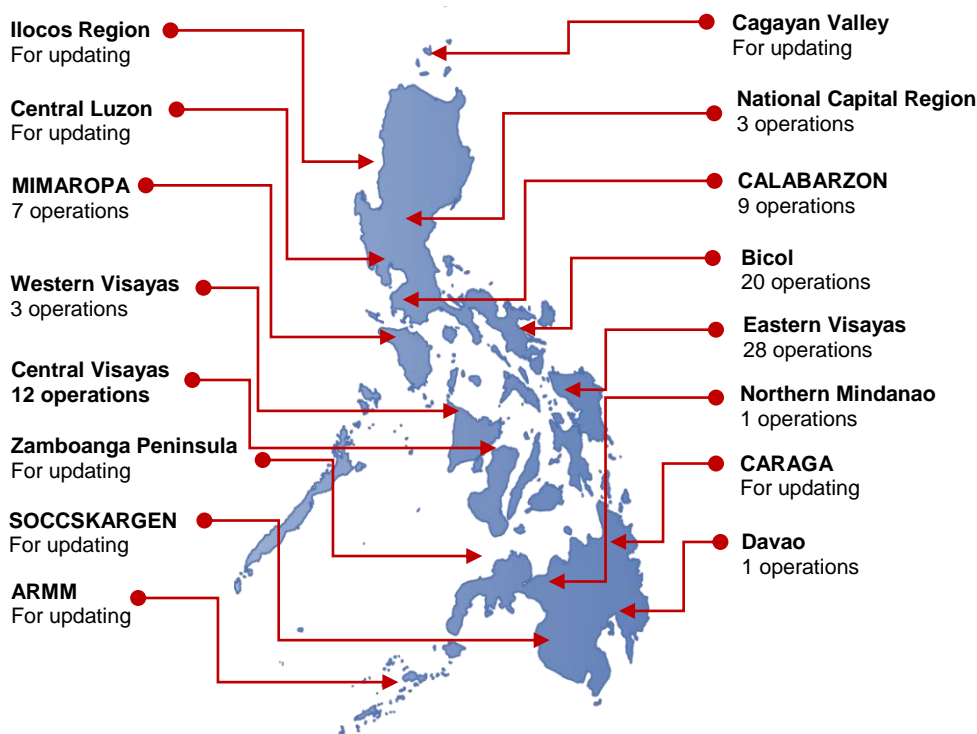 Ilocos Region
For updating
Central Luzon
For updating
MIMAROPA
7 operations
Western Visayas
3 operations
Central Visayas
12 operations
Zamboanga Peninsula
For updating
SOCCSKARGEN
For updating
ARMM
For updating
Cagayan Valley
For updating
National Capital Region
3 operations
CALABARZON
9 operations
Bicol
20 operations
Eastern Visayas
28 operations
Northern Mindanao
1 operations
CARAGA
For updating
Davao
1 operations